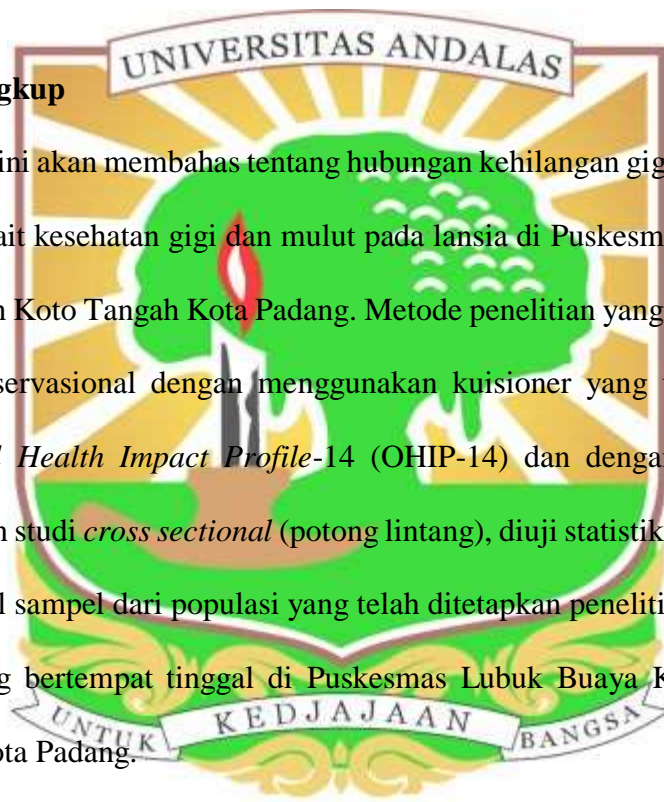 UNIVERSITAS ANDALAS
gkup
ini akan membahas tentang hubungan kehilangan gig
ait kesehatan gigi dan mulut pada lansia di Puskesm
n Koto Tangah Kota Padang. Metode penelitian yang
servasional dengan menggunakan kuisioner yang
Health Impact Profile-14 (OHIP-14) dan denga
n studi cross sectional (potong lintang), diuji statistik
l sampel dari populasi yang telah ditetapkan peneliti
g bertempat tinggal di Puskesmas Lubuk Buaya K
ota Padang.
UNTUK KEDJAJAAN BANGSA